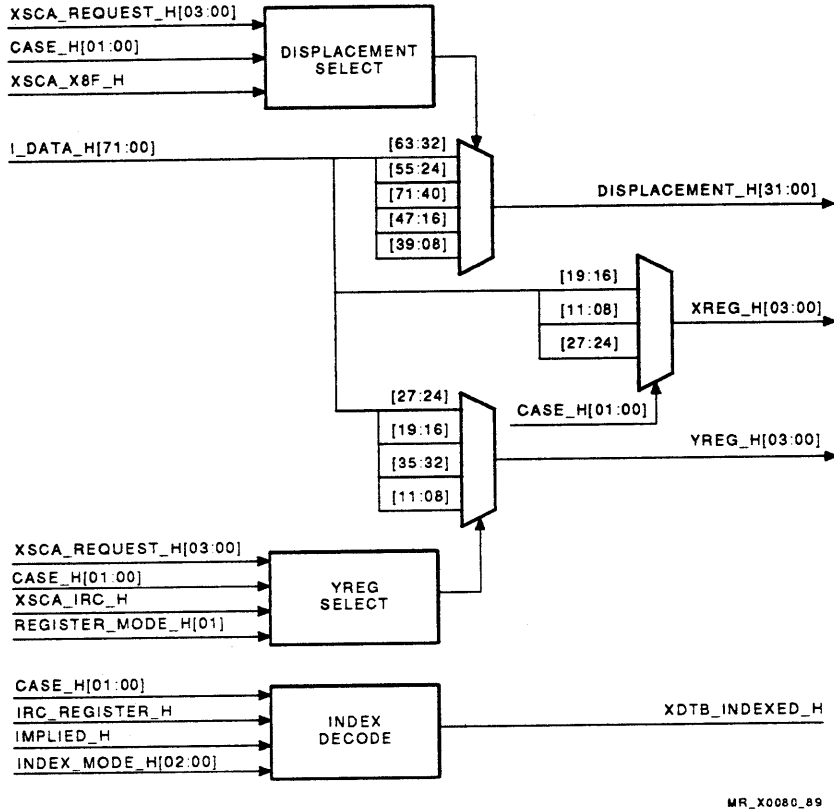 XSCA_REQUEST_H[03:00]
CASE_H[01:00]
XSCA_X8F_H
DISPLACEMENT
SELECT
I_DATA_H[71:00]
[63:32]
[55:24]
[71:40]
[47:16]
[39:08]
DISPLACEMENT_H[31:00]
[19:16]
[11:08]
[27:24]
XREG_H[03:00]
CASE_H[01:00]
[27:24]
[19:16]
[35:32]
[11:08]
YREG_H[03:00]
XSCA_REQUEST_H[03:00]
CASE_H[01:00]
XSCA_IRC_H
REGISTER_MODE_H[01]
YREG
SELECT
CASE_H[01:00]
IRC_REGISTER_H
IMPLIED_H
INDEX_MODE_H[02:00]
INDEX
DECODE
XDTB_INDEXED_H
MR_X0080_89